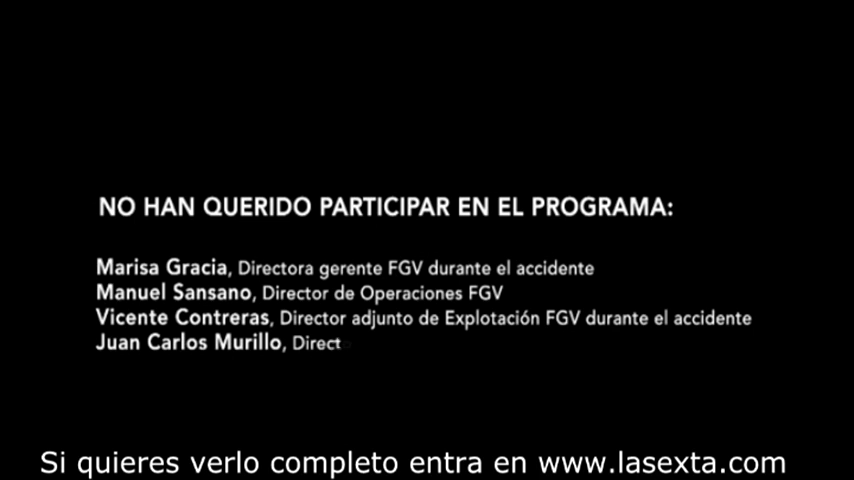 NO HAN QUERIDO PARTICIPAR EN EL PROGRAMA:
Marisa Gracia, Directora gerente FGV durante el accidente
Manuel Sansano, Director de Operaciones FGV
Vicente Contreras, Director adjunto de Explotación FGV durante el accidente
Juan Carlos Murillo, Direct
Si quieres verlo completo entra en www.lasexta.com